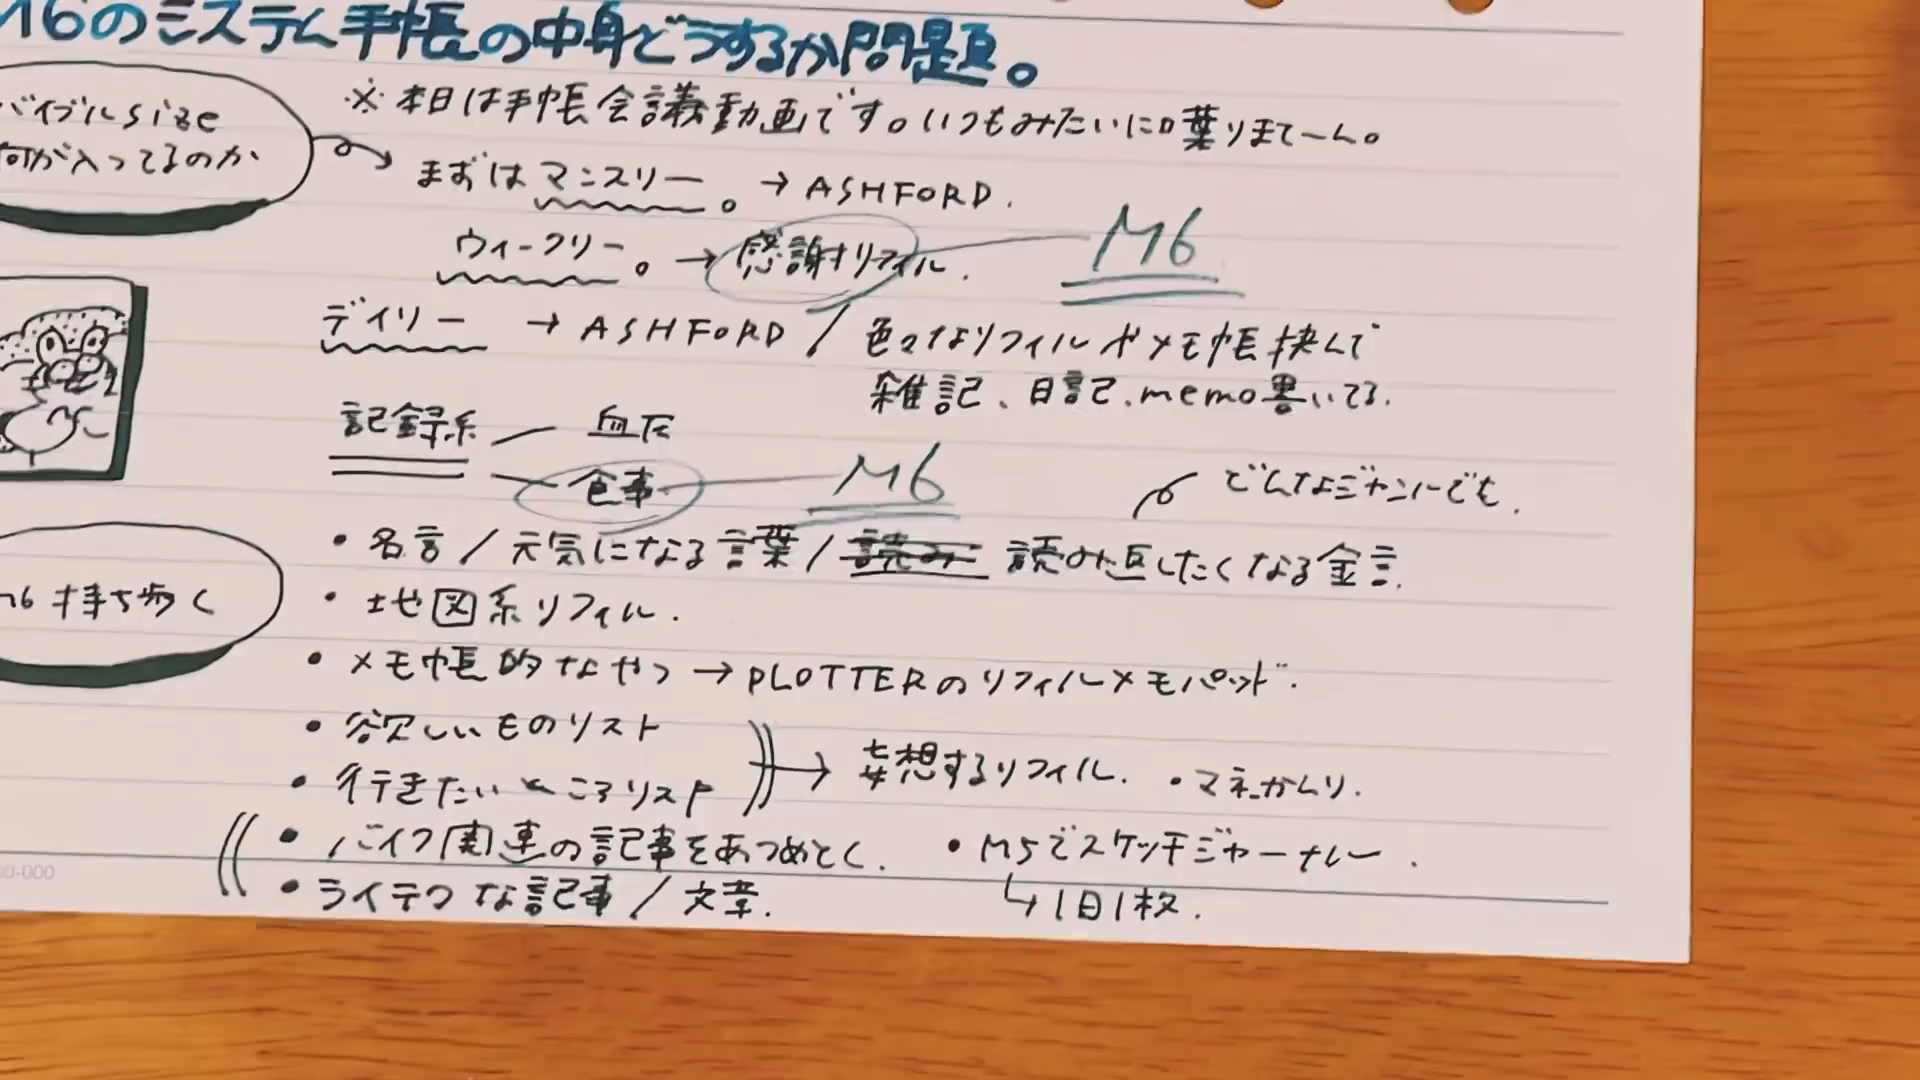 M6のシステム手帳の中身どうするか問題。
バイブルsize
何が入ってるのか
※本日は手帳会議動画です。いつもみたいに喋りませーん。
まずはマンスリー。→ASHFORD.
ウィークリー。→感謝リフィル.
M6
デイリー → ASHFORD / 色々なリフィルやメモ帳挟んで
雑記、日記、memo書いてる.
記録系
血圧
食事
M6
どんなジャンルでも.
・名言/元気になる言葉/読み 読み返したくなる金言.
M6持ち歩く
・地図系リフィル.
・メモ帳的なやつ→PLOTTERのリフィルメモパッド.
・欲しいものリスト
・行きたいところリスト
→妄想するリフィル.
・マネーかんり.
・バイク関連の記事をあつめとく.
・ライテクな記事/文章.
・M5でスケッチジャーナル.
↳1日1枚.